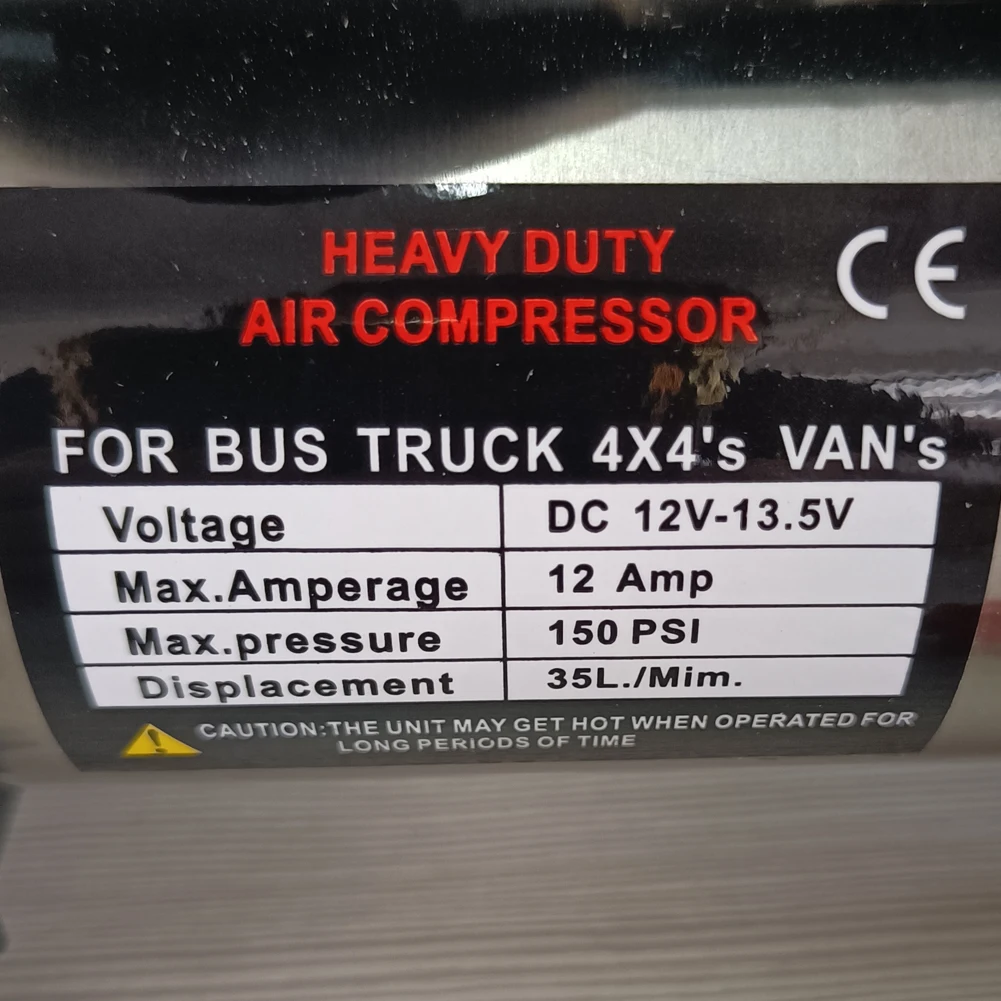 HEAVY DUTY
AIR COMPRESSOR
CE
FOR BUS TRUCK 4X4's VAN's
Voltage DC 12V-13.5V
Max.Amperage 12 Amp
Max.pressure 150 PSI
Displacement 35L./Mim.
CAUTION:THE UNIT MAY GET HOT WHEN OPERATED FOR
LONG PERIODS OF TIME